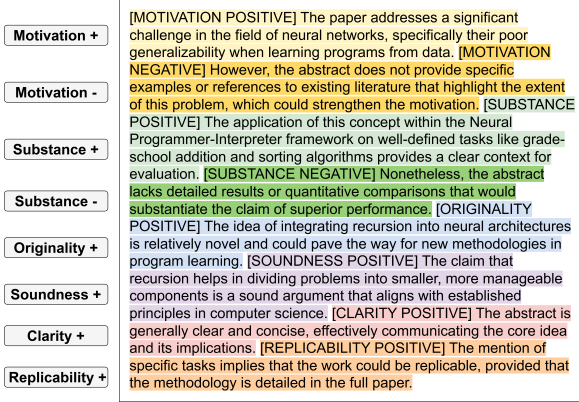 Motivation +
Motivation -
Substance +
Substance -
Originality +
Soundness +
Clarity +
Replicability +
[MOTIVATION POSITIVE] The paper addresses a significant
challenge in the field of neural networks, specifically their poor
generalizability when learning programs from data. [MOTIVATION
NEGATIVE] However, the abstract does not provide specific
examples or references to existing literature that highlight the extent
of this problem, which could strengthen the motivation. [SUBSTANCE
POSITIVE] The application of this concept within the Neural
Programmer-Interpreter framework on well-defined tasks like grade-
school addition and sorting algorithms provides a clear context for
evaluation. [SUBSTANCE NEGATIVE] Nonetheless, the abstract
lacks detailed results or quantitative comparisons that would
substantiate the claim of superior performance. [ORIGINALITY
POSITIVE] The idea of integrating recursion into neural architectures
is relatively novel and could pave the way for new methodologies in
program learning. [SOUNDNESS POSITIVE] The claim that
recursion helps in dividing problems into smaller, more manageable
components is a sound argument that aligns with established
principles in computer science. [CLARITY POSITIVE] The abstract is
generally clear and concise, effectively communicating the core idea
and its implications. [REPLICABILITY POSITIVE] The mention of
specific tasks implies that the work could be replicable, provided that
the methodology is detailed in the full paper.